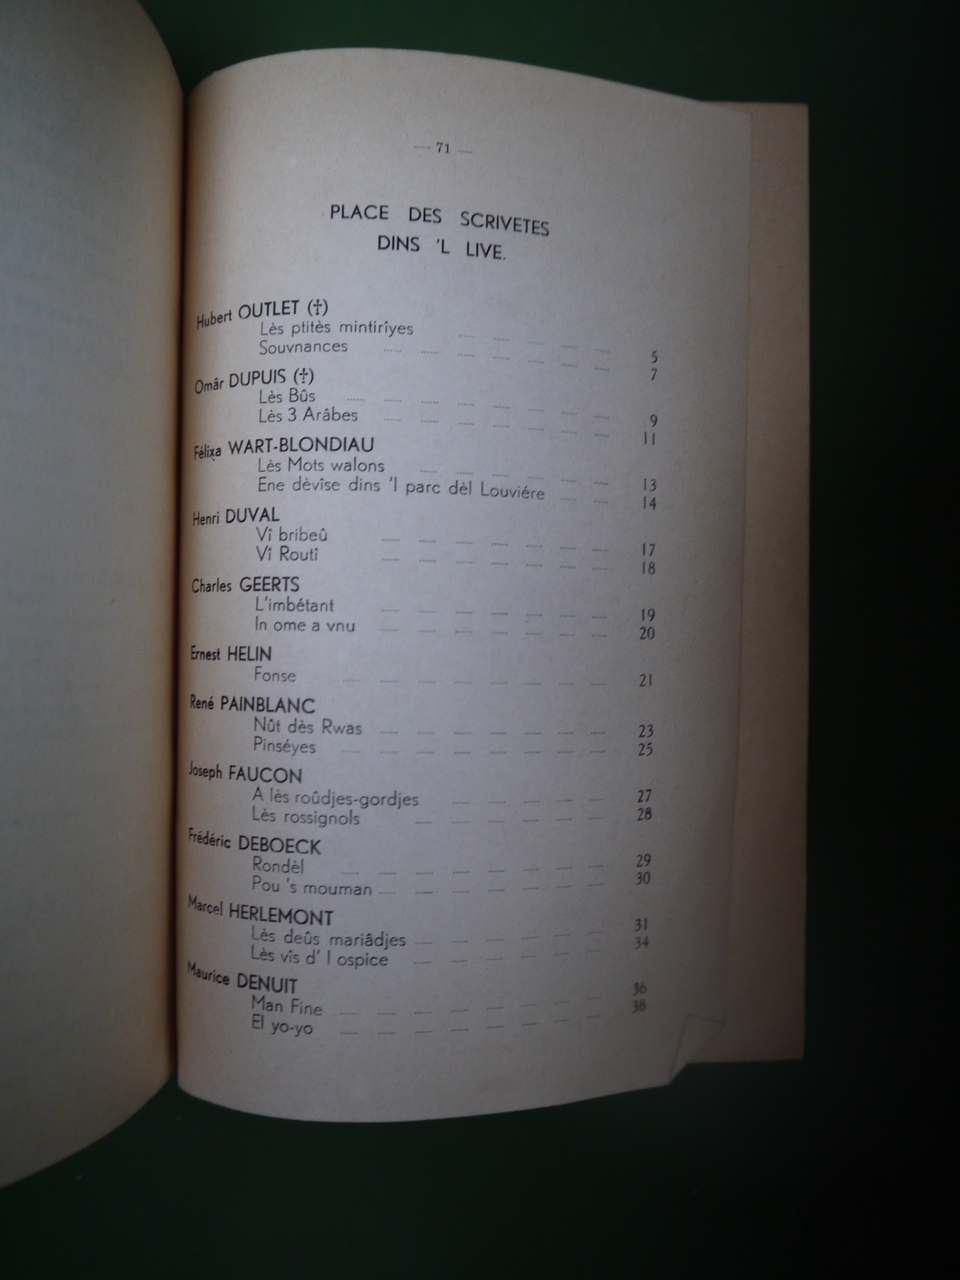 — 71 —
PLACE DES SCRIVETES
DINS 'L LIVE.
Hubert OUTLET (†)
Lès ptitès mintirîyes 5
Souvnances 7
Omâr DUPUIS (†)
Lès Bûs 9
Lès 3 Arâbes 11
Félixa WART-BLONDIAU
Lès Mots walons 13
Ene dèvîse dins 'l parc dèl Louviére 14
Henri DUVAL
Vî bribeû 17
Vî Routî 18
Charles GEERTS
L'imbétant 19
In ome a vnu 20
Ernest HELIN
Fonse 21
René PAINBLANC
Nût dès Rwas 23
Pinséyes 25
Joseph FAUCON
A lès roûdjes-gordjes 27
Lès rossignols 28
Frédéric DEBOECK
Rondèl 29
Pou 's mouman 30
Marcel HERLEMONT
Lès deûs mariâdjes 31
Lès vîs d' l ospice 34
Maurice DENUIT
Man Fine 36
El yo-yo 38